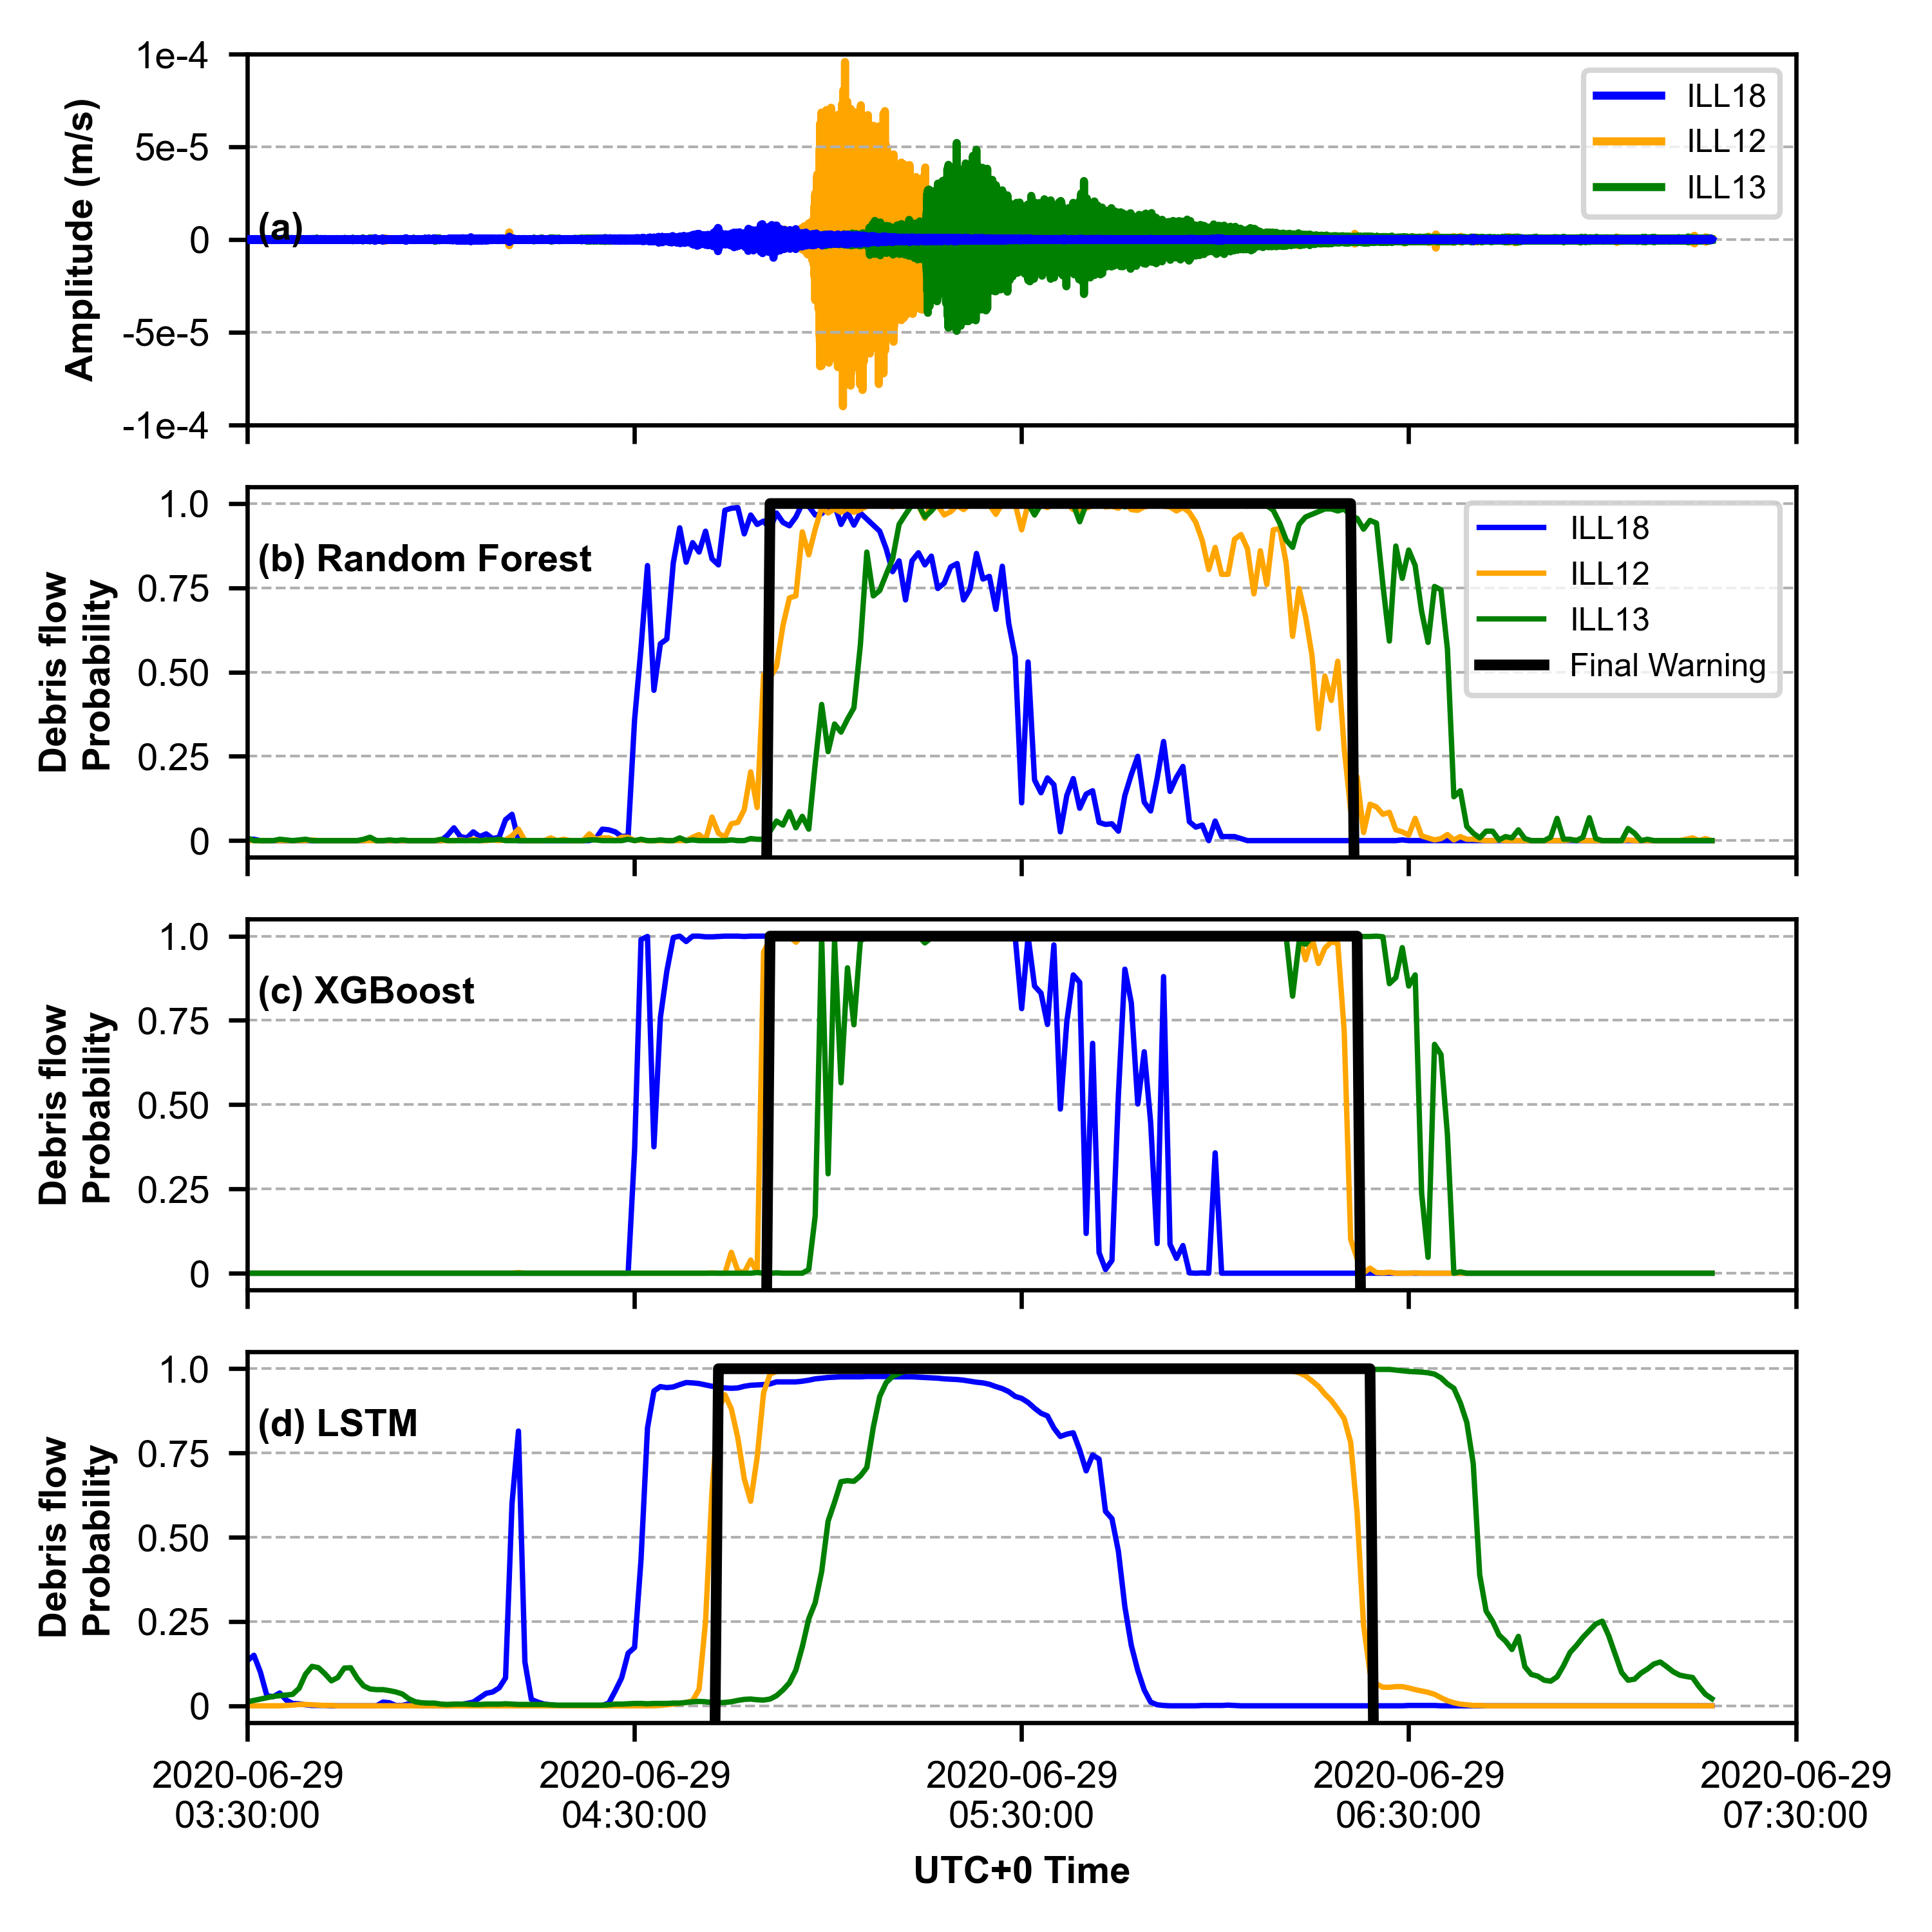 1e-4
5e-5
0
-5e-5
-1e-4
Amplitude (m/s)
(a)
ILL18
ILL12
ILL13
1.0
0.75
0.50
0.25
0
Debris flow
Probability
(b) Random Forest
ILL18
ILL12
ILL13
Final Warning
1.0
0.75
0.50
0.25
0
Debris flow
Probability
(c) XGBoost
1.0
0.75
0.50
0.25
0
Debris flow
Probability
(d) LSTM
2020-06-29
03:30:00
2020-06-29
04:30:00
2020-06-29
05:30:00
2020-06-29
06:30:00
2020-06-29
07:30:00
UTC+0 Time